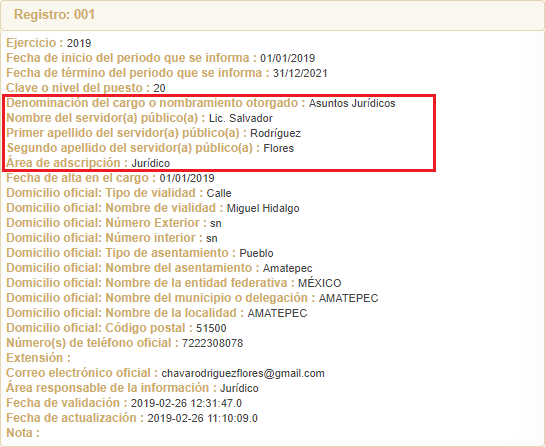 Registro: 001
Ejercicio : 2019
Fecha de inicio del periodo que se informa : 01/01/2019
Fecha de término del periodo que se informa : 31/12/2021
Clave o nivel del puesto : 20
Denominación del cargo o nombramiento otorgado : Asuntos Jurídicos
Nombre del servidor(a) público(a) : Lic. Salvador
Primer apellido del servidor(a) público(a) : Rodríguez
Segundo apellido del servidor(a) público(a) : Flores
Área de adscripción : Jurídico
Fecha de alta en el cargo : 01/01/2019
Domicilio oficial: Tipo de vialidad : Calle
Domicilio oficial: Nombre de vialidad : Miguel Hidalgo
Domicilio oficial: Número Exterior : sn
Domicilio oficial: Número interior : sn
Domicilio oficial: Tipo de asentamiento : Pueblo
Domicilio oficial: Nombre del asentamiento : Amatepec
Domicilio oficial: Nombre de la entidad federativa : MÉXICO
Domicilio oficial: Nombre del municipio o delegación : AMATEPEC
Domicilio oficial: Nombre de la localidad : AMATEPEC
Domicilio oficial: Código postal : 51500
Número(s) de teléfono oficial : 7222308078
Extensión :
Correo electrónico oficial : chavarodriguezflores@gmail.com
Área responsable de la información : Jurídico
Fecha de validación : 2019-02-26 12:31:47.0
Fecha de actualización : 2019-02-26 11:10:09.0
Nota :